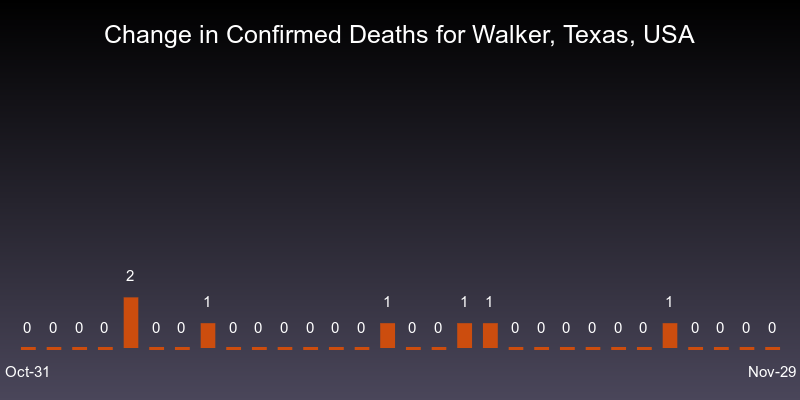 Change in Confirmed Deaths for Walker, Texas, USA
2
1 1 1 1 1
0 0 0 0 0 0 0 0 0 0 0 0 0 0 0 0 0 0 0 0 0 0 0 0
Oct-31 Nov-29